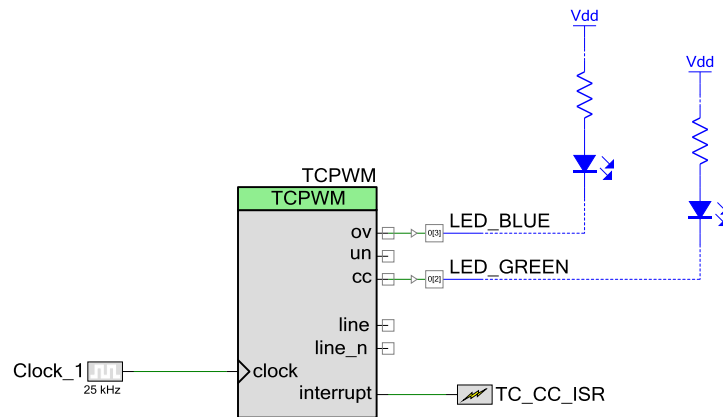 Vdd
Vdd
TCPWM
TCPWM
ov
0[3]
LED_BLUE
un
cc
0[2]
LED_GREEN
line
line_n
Clock_1
25 kHz
clock
interrupt
TC_CC_ISR